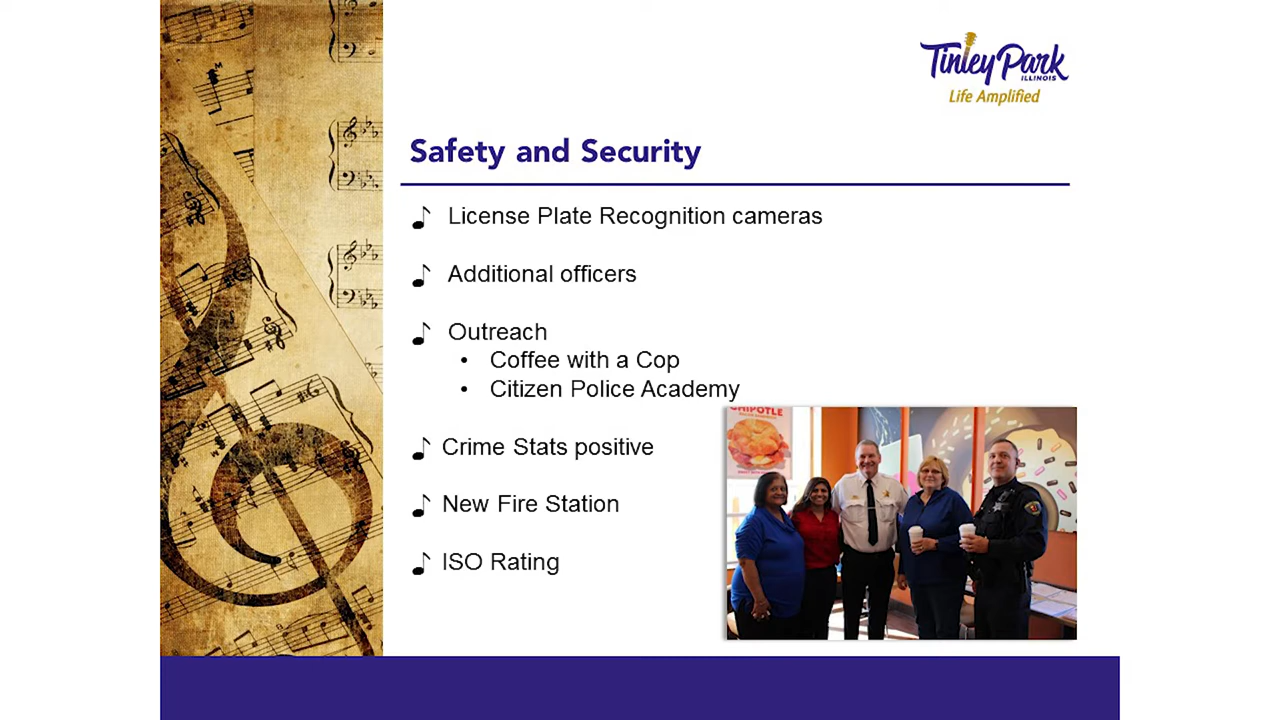 Tinley Park
ILLINOIS
Life Amplified
Safety and Security
License Plate Recognition cameras
Additional officers
Outreach
• Coffee with a Cop
• Citizen Police Academy
Crime Stats positive
New Fire Station
ISO Rating
CHIPOTLE